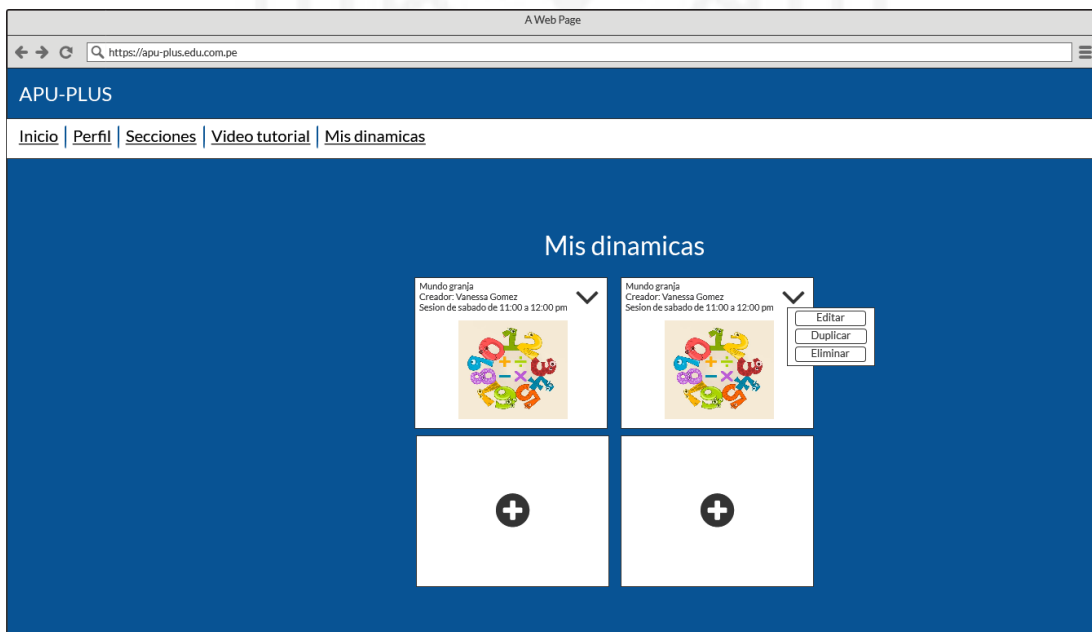 A Web Page
https://apu-plus.edu.com.pe
APU-PLUS
Inicio | Perfil | Secciones | Video tutorial | Mis dinamicas
Mis dinamicas
Mundo granja
Creador: Vanessa Gomez
Sesion de sabado de 11:00 a 12:00 pm
Mundo granja
Creador: Vanessa Gomez
Sesion de sabado de 11:00 a 12:00 pm
Editar
Duplicar
Eliminar